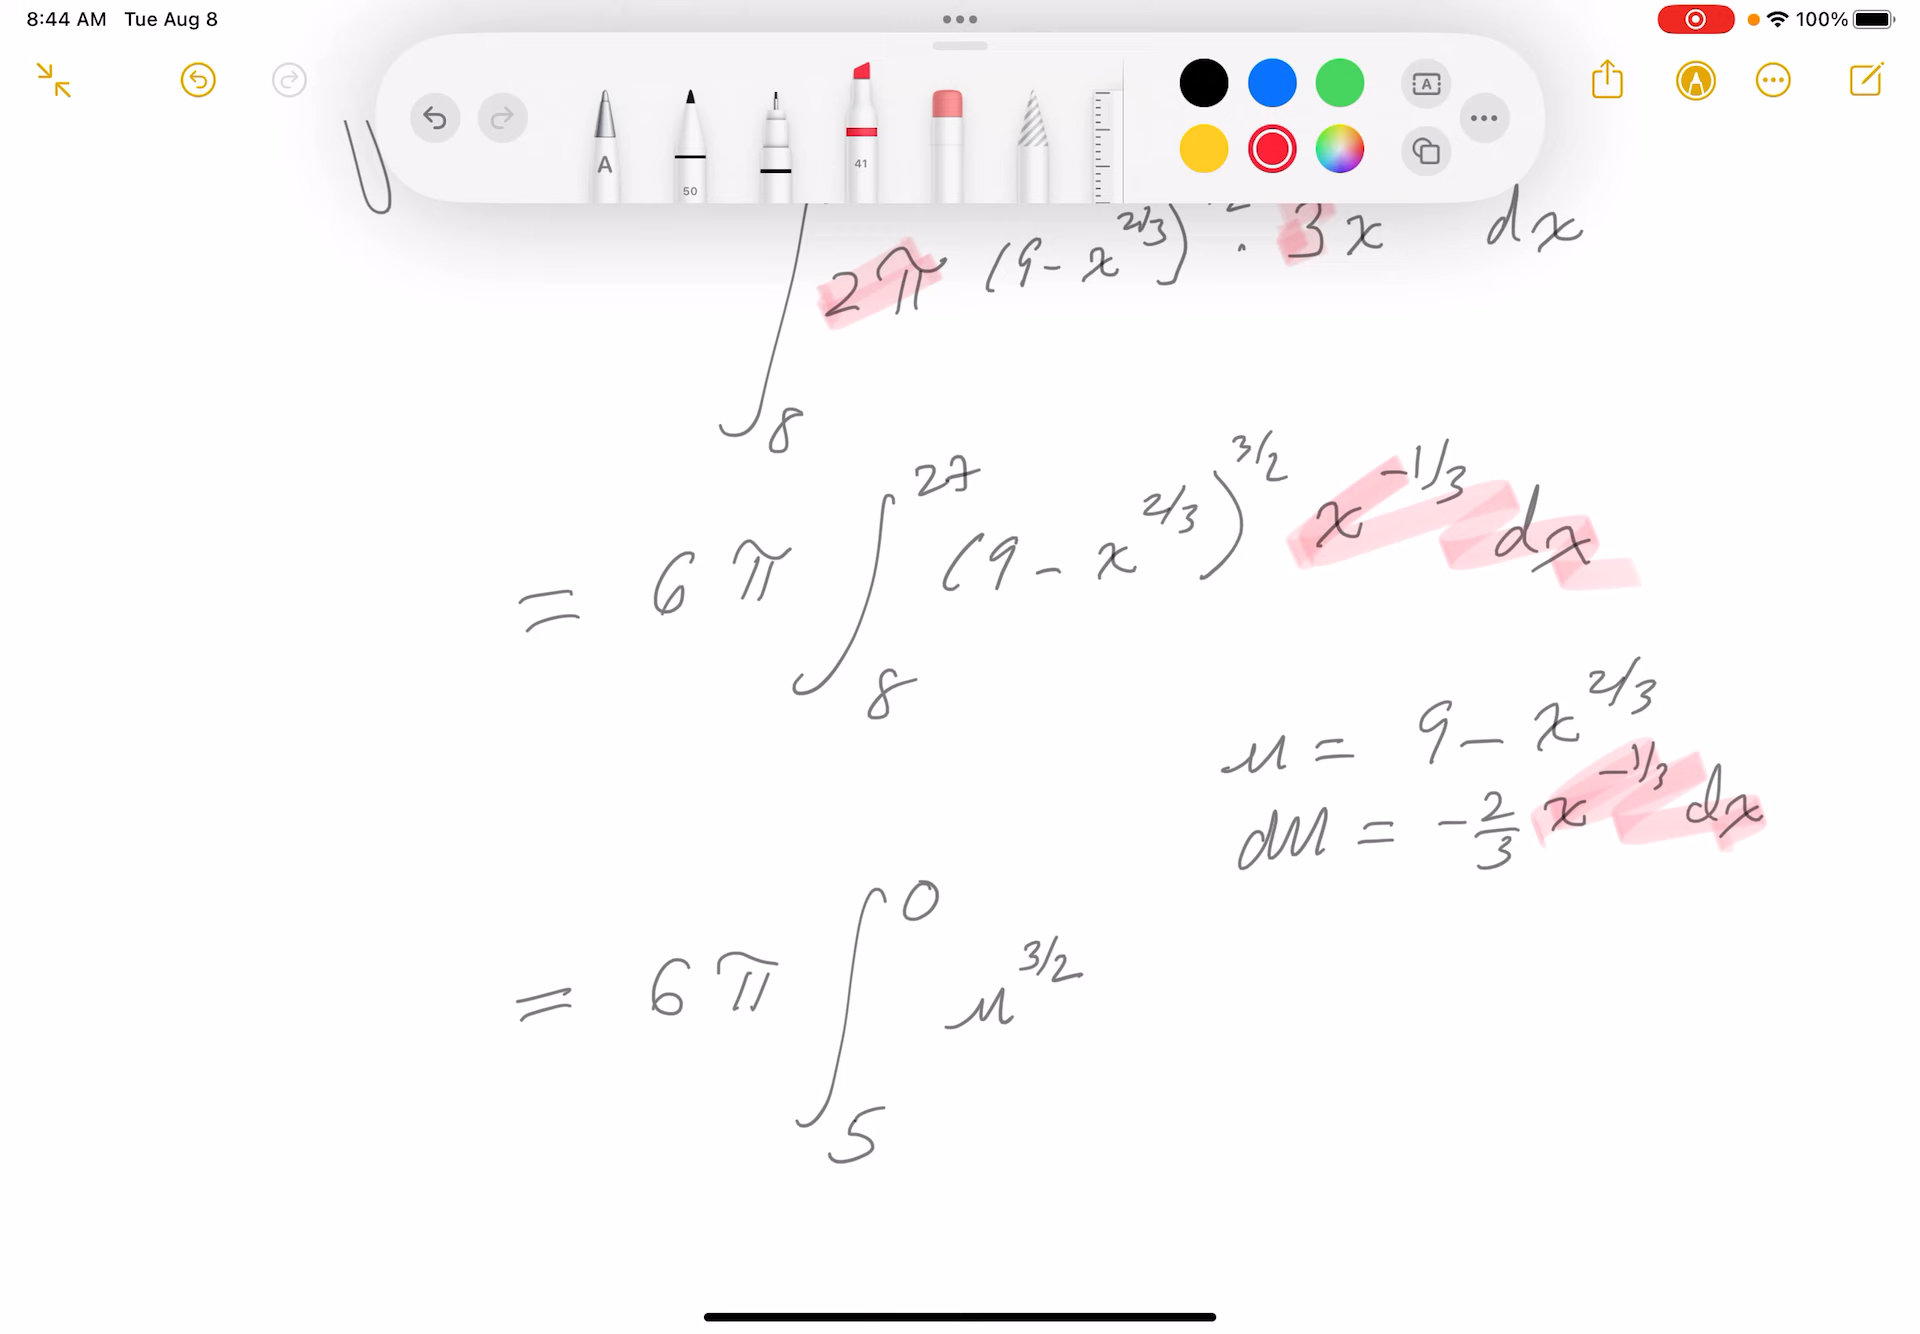 8:44 AM Tue Aug 8
100%
A
50
41
A
2π (9 - x^{2/3}) · 3x dx
8
= 6π ∫_8^{27} (9 - x^{2/3})^{3/2} x^{-1/3} dx
u = 9 - x^{2/3}
du = -2/3 x^{-1/3} dx
= 6π ∫_5^0 u^{3/2}